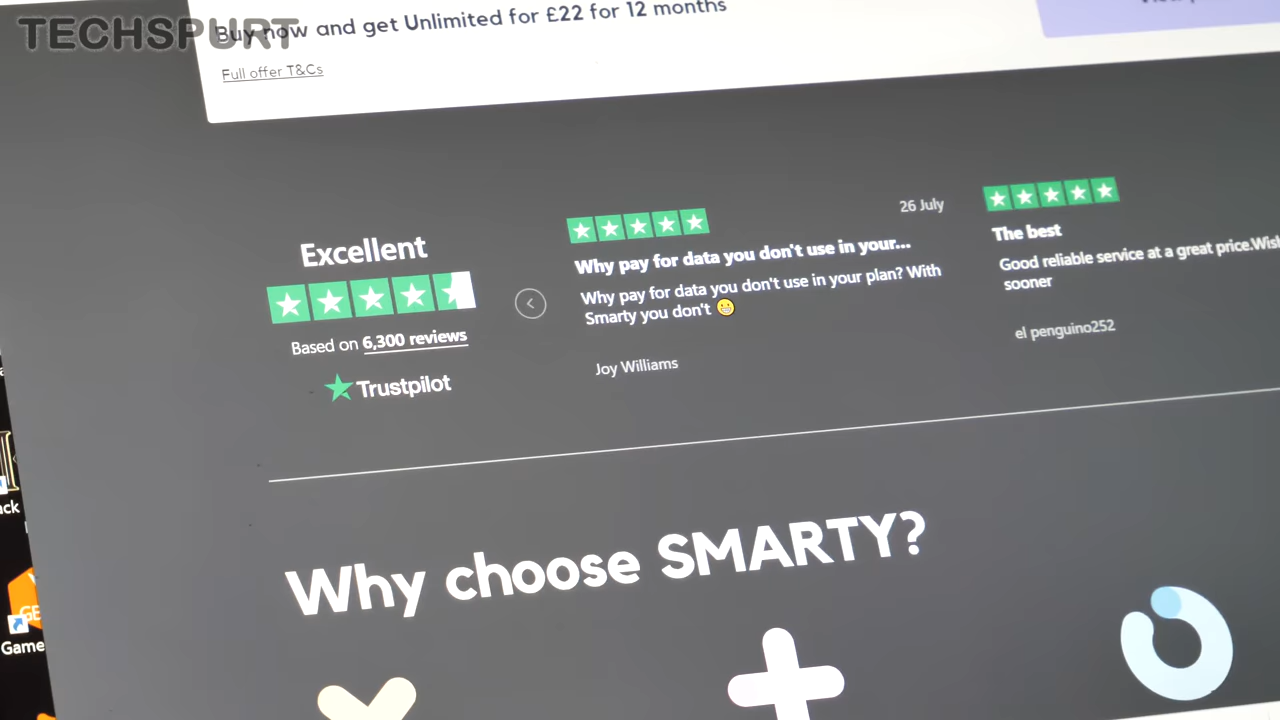 TECHSPURT
Buy now and get Unlimited for £22 for 12 months
Full offer T&Cs
Excellent
Based on 6,300 reviews
Trustpilot
26 July
Why pay for data you don't use in your...
Why pay for data you don't use in your plan? With
Smarty you don't 😬
Joy Williams
The best
Good reliable service at a great price.Wish
sooner
el penguino252
Why choose SMARTY?
Game